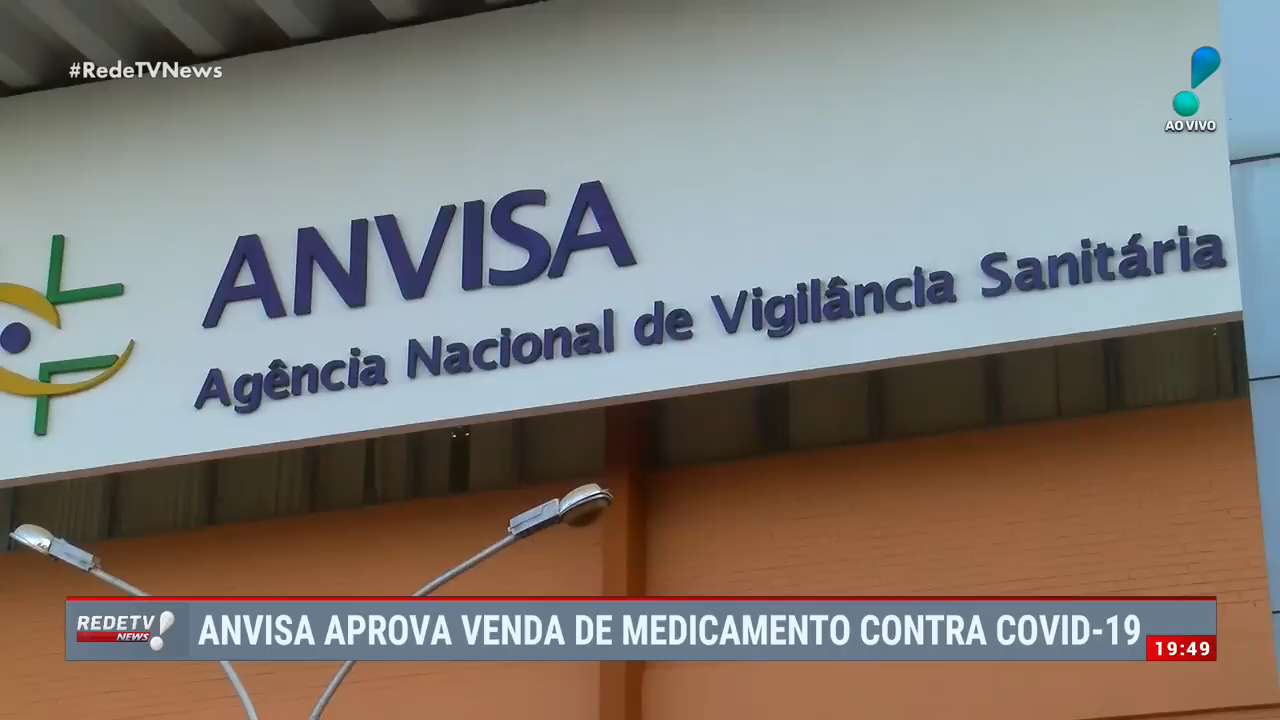 #RedeTVNews
AO VIVO
ANVISA
Agência Nacional de Vigilância Sanitária
REDETV!
NEWS
ANVISA APROVA VENDA DE MEDICAMENTO CONTRA COVID-19
19:49